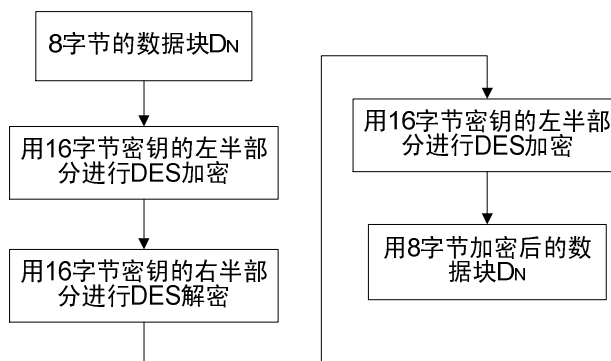 8字节的数据块DN
用16字节密钥的左半部
分进行DES加密
用16字节密钥的右半部
分进行DES解密
用16字节密钥的左半部
分进行DES加密
用8字节加密后的数
据块DN